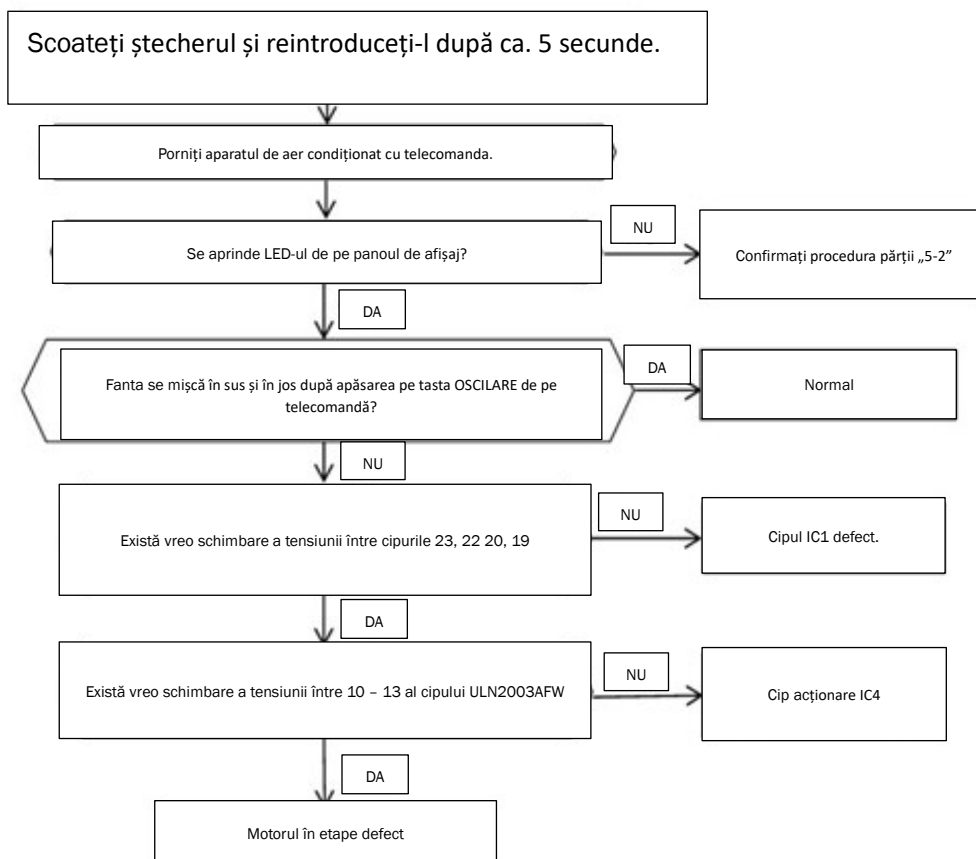 Scoateți ștecherul și reintroduceți-l după ca. 5 secunde.
Porniți aparatul de aer condiționat cu telecomanda.
NU
Se aprinde LED-ul de pe panoul de afișaj?
Confirmați procedura părții „5-2”
DA
Fanta se mișcă în sus și în jos după apăsarea pe tasta OSCILARE de pe
telecomandă?
DA
Normal
NU
NU
Există vreo schimbare a tensiunii între cipurile 23, 22 20, 19
Cipul IC1 defect.
DA
NU
Există vreo schimbare a tensiunii între 10 – 13 al cipului ULN2003AFW
Cip acționare IC4
DA
Motorul în etape defect